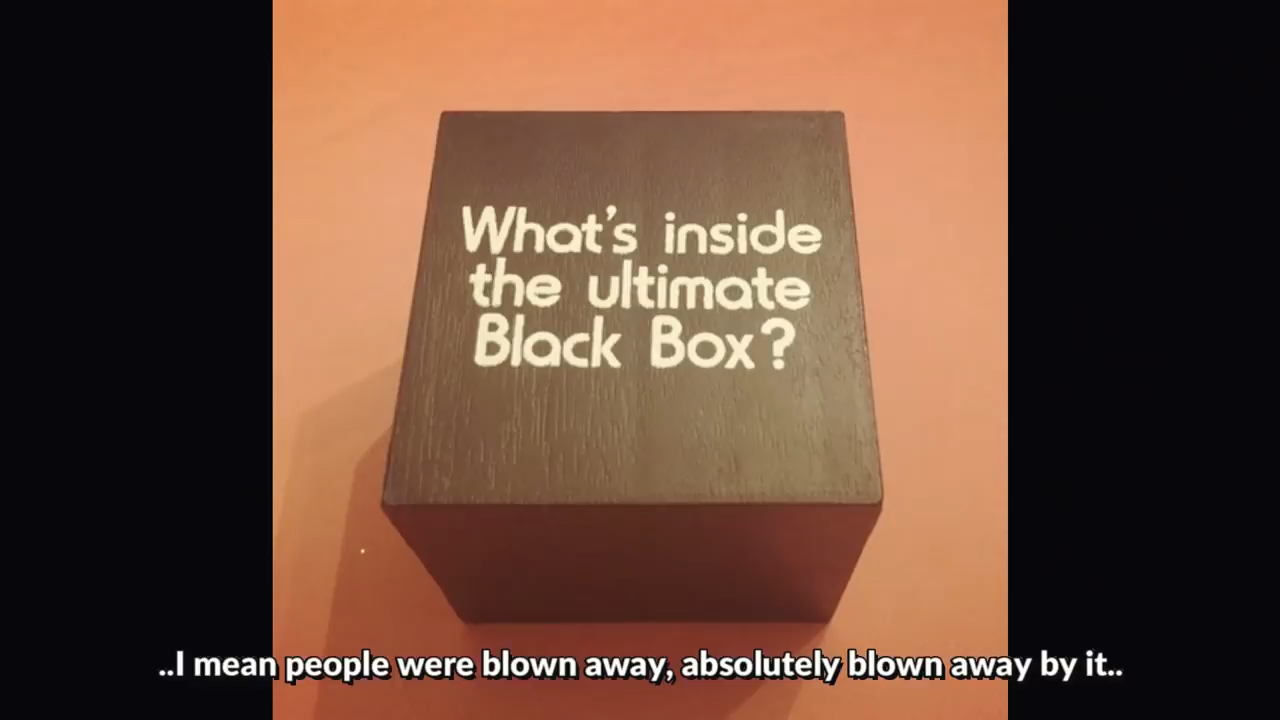 What's inside
the ultimate
Black Box?
..I mean people were blown away, absolutely blown away by it..